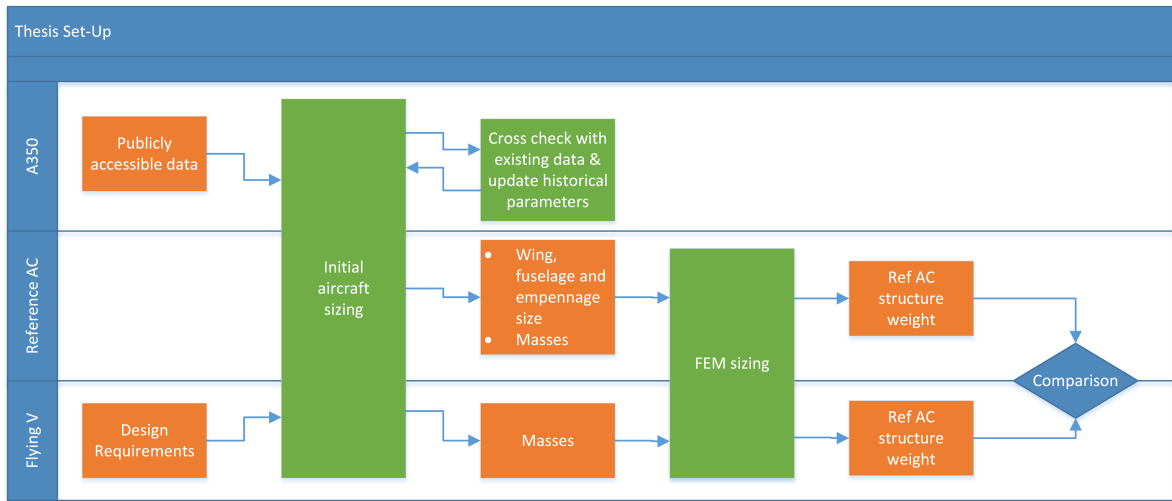 Thesis Set-Up
A350
Publicly
accessible data
Cross check with
existing data &
update historical
parameters
Initial
aircraft
sizing
Reference AC
• Wing,
fuselage and
empennage
size
• Masses
FEM sizing
Ref AC
structure
weight
Comparison
Flying V
Design
Requirements
Masses
Ref AC
structure
weight